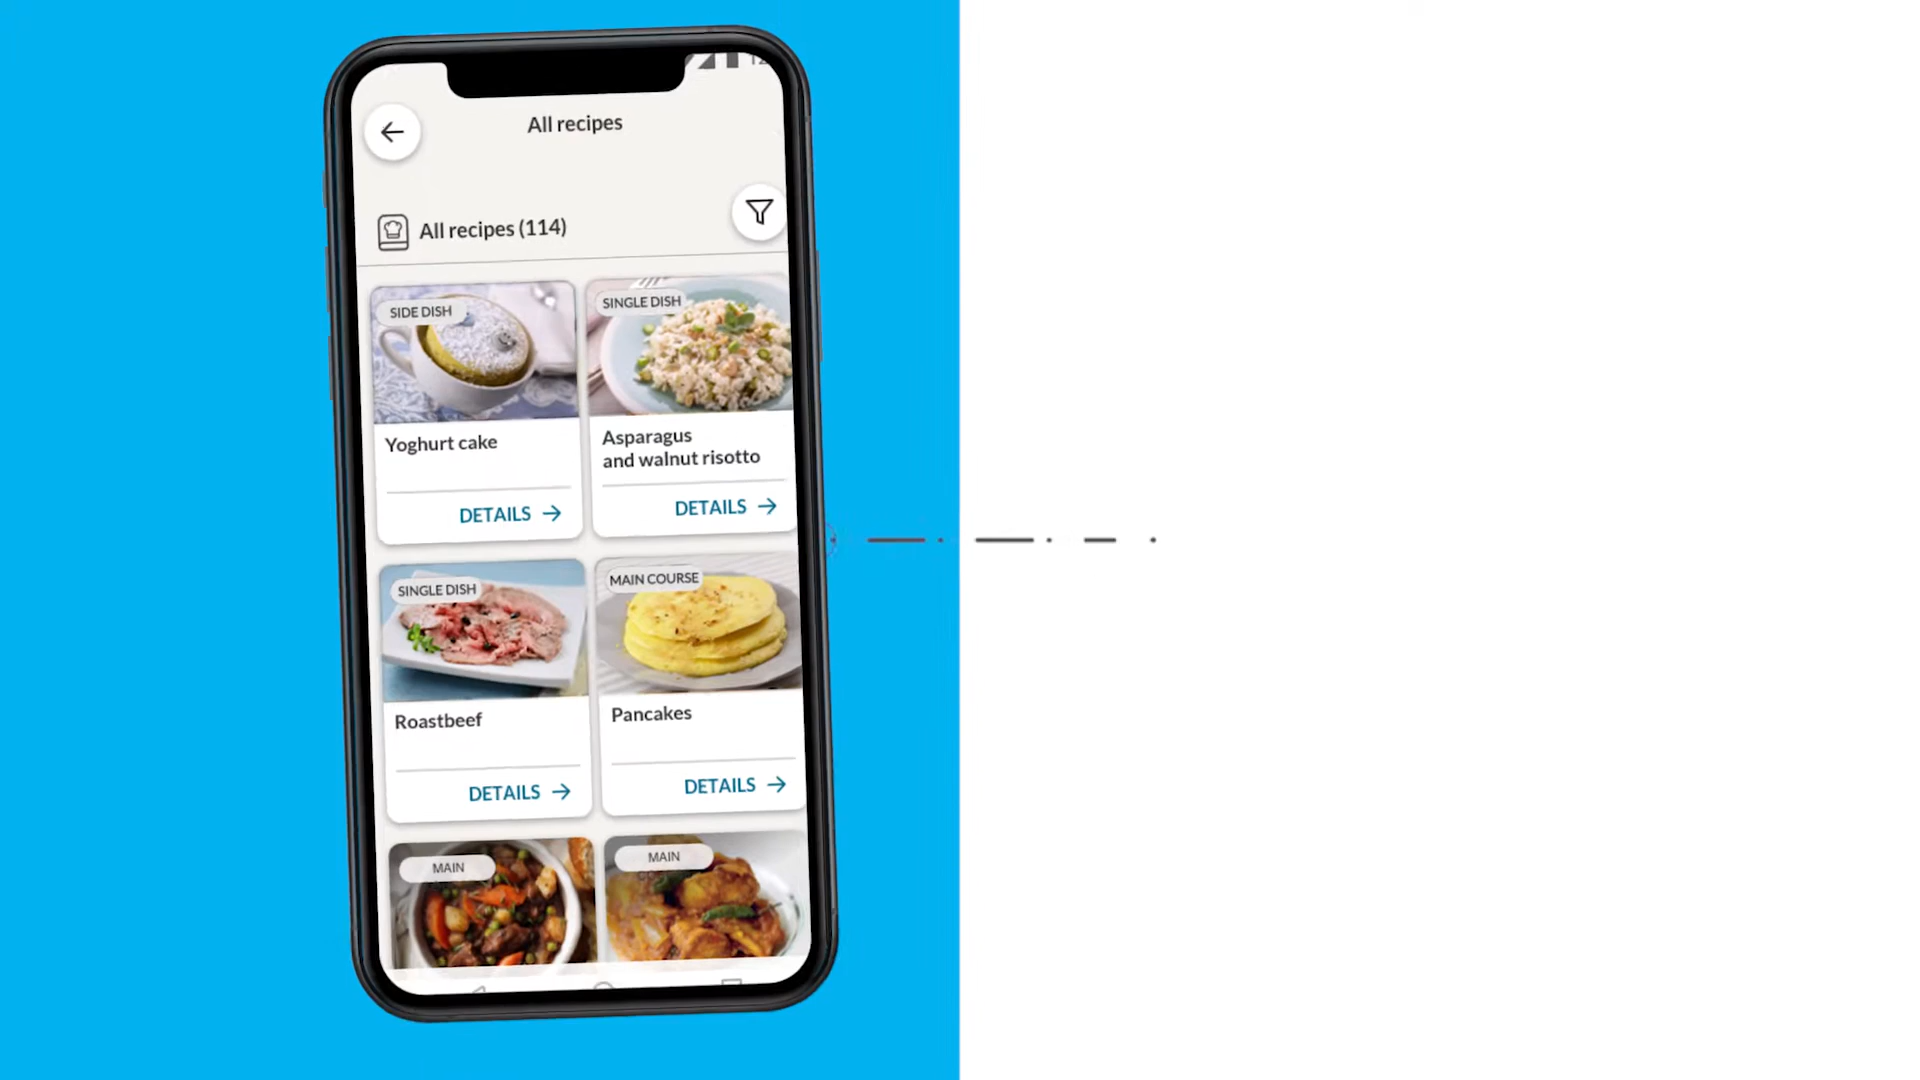 All recipes
All recipes (114)
SIDE DISH
Yoghurt cake
DETAILS
SINGLE DISH
Asparagus
and walnut risotto
DETAILS
SINGLE DISH
Roastbeef
DETAILS
MAIN COURSE
Pancakes
DETAILS
MAIN
MAIN